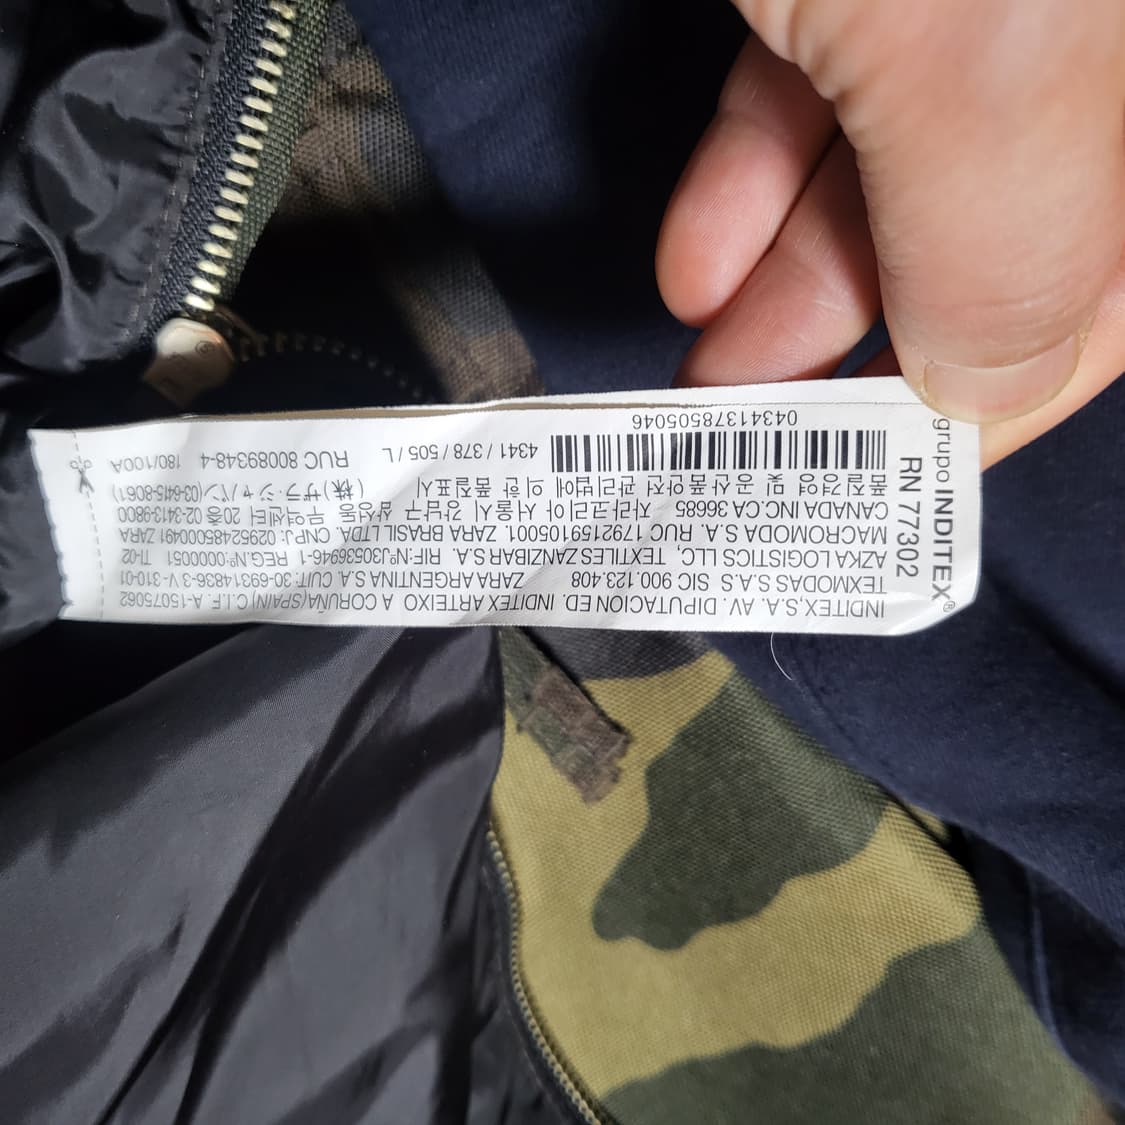 grupo INDITEX®
RN 77302
INDITEX,S.A. AV. DIPUTACION ED. INDITEX ARTEIXO A CORUNA(SPAIN) C.I.F. A-15075062
TEXMODAS S.A.S SIC 900.123.408 ZARA ARGENTINA S.A. CUIT: 30-69314836-3 V-310-01
AZKA LOGISTICS LLC, TEXTILES ZANZIBAR S.A. RIF:Nº J30536946-1 REG.Nº.0000051 TI-02
MACROMODA S.A. RUC 1792159105001. ZARA BRASIL LTDA. CNPJ: 02952485000491 ZARA
CANADA INC.CA 36685 자라코리아 서울시 강남구 삼성동 무역센터 20층 02-3413-9800
품질경영 및 공산품안전 관리법에 의한 품질표시 (株)ザラ・ジャパン(03-6415-8061)
4341 / 378 / 505 / L RUC 80089348-4 180/100A
04341378505046